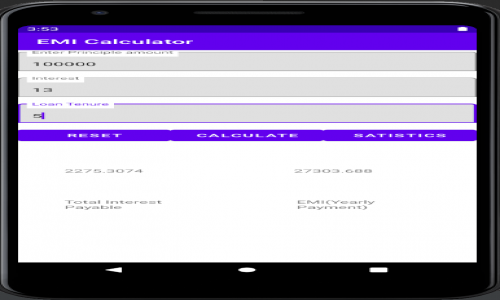 3:53
EMI Calculator
Enter Principle amount
100000
Interest
13
Loan Tenure
5
RESET CALCULATE SATISTICS
2275.3074 27303.688
Total Interest EMI(Yearly
Payable Payment)